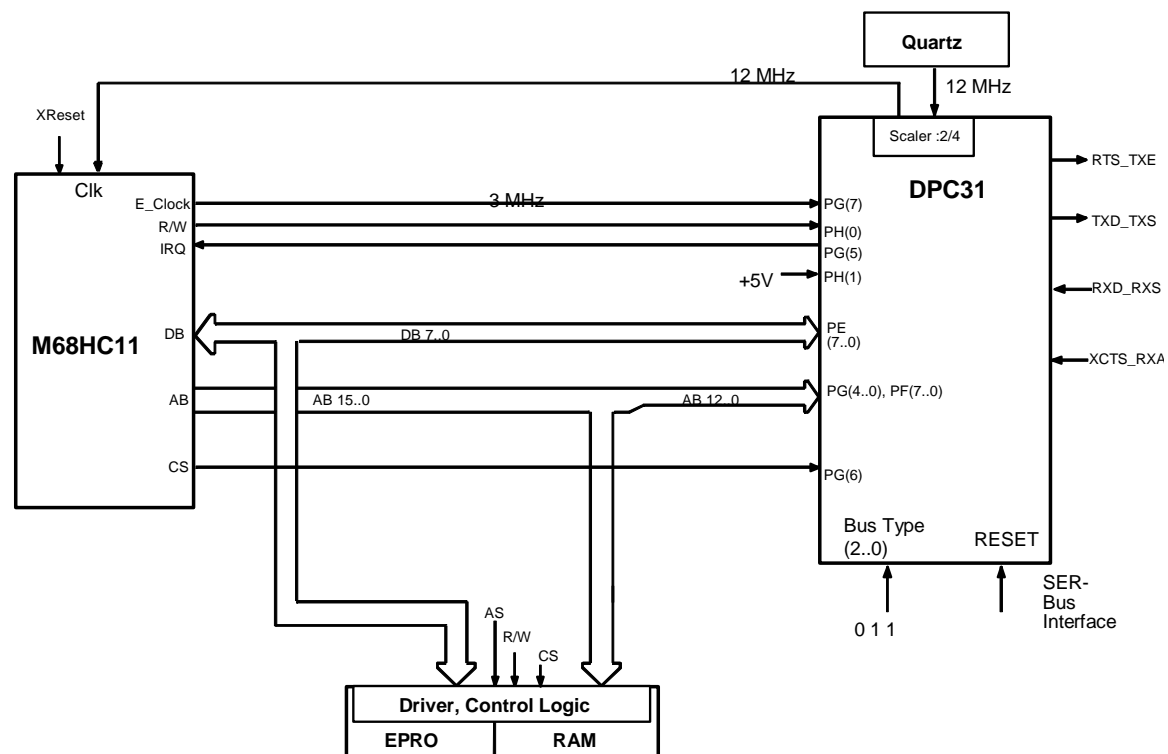 Quartz
12 MHz
12 MHz
XReset
Scaler :2/4
RTS_TXE
Clk
DPC31
E_Clock
3 MHz
PG(7)
R/W
PH(0)
TXD_TXS
IRQ
PG(5)
+5V
PH(1)
RXD_RXS
M68HC11
DB
DB 7..0
PE
(7..0)
XCTS_RXA
AB
AB 15..0
AB 12..0
PG(4..0), PF(7..0)
CS
PG(6)
Bus Type
(2..0)
RESET
SER-
Bus
Interface
0 1 1
AS
R/W
CS
Driver, Control Logic
EPRO
RAM